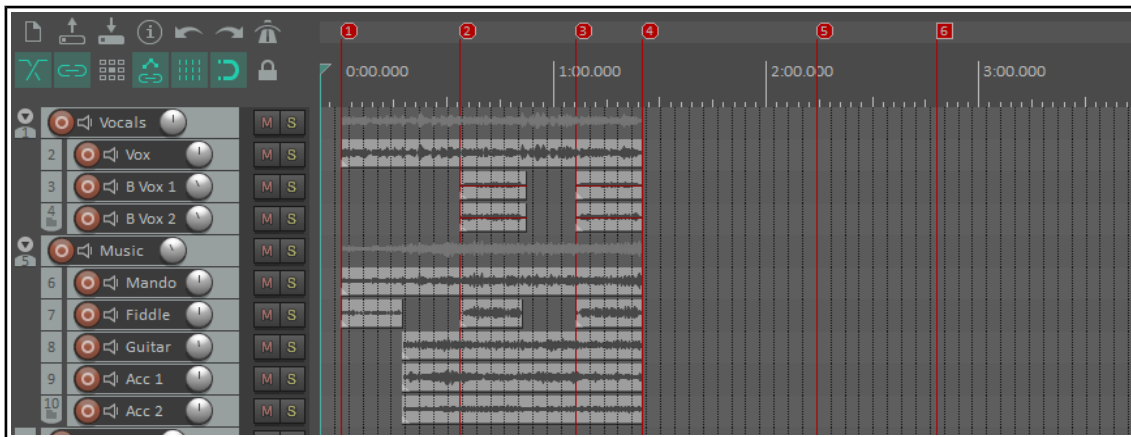 1 2 3 4 5 6
0:00.000 1:00.000 2:00.000 3:00.000
1 Vocals M S
2 Vox M S
3 B Vox 1 M S
4 B Vox 2 M S
5 Music M S
6 Mando M S
7 Fiddle M S
8 Guitar M S
9 Acc 1 M S
10 Acc 2 M S